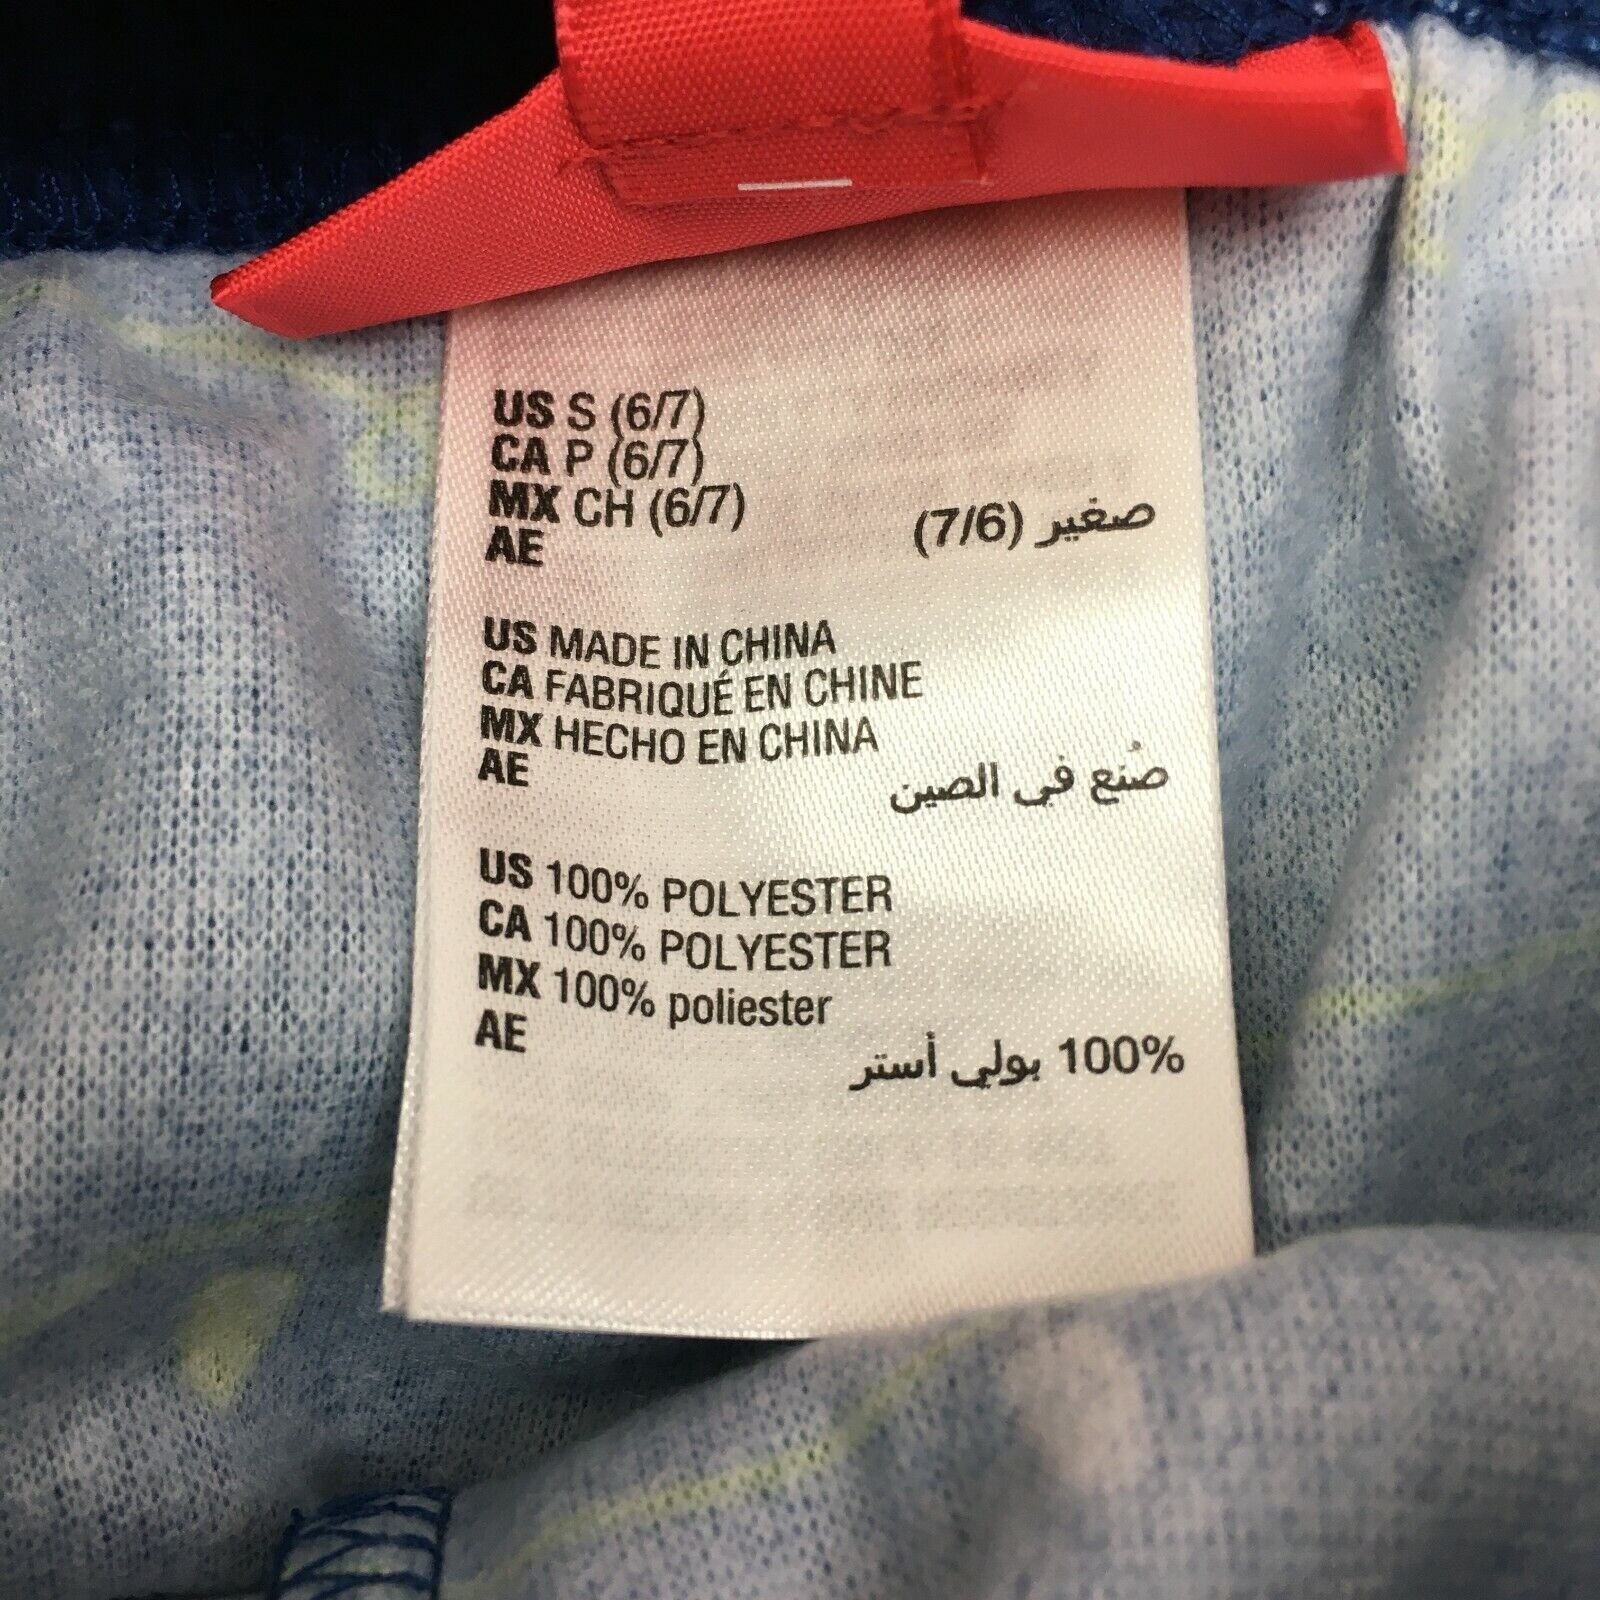 US S (6/7)
CA P (6/7)
MX CH (6/7)
AE صغير (7/6)
US MADE IN CHINA
CA FABRIQUÉ EN CHINE
MX HECHO EN CHINA
AE صُنع في الصين
US 100% POLYESTER
CA 100% POLYESTER
MX 100% poliester
AE 100% بولي أستر